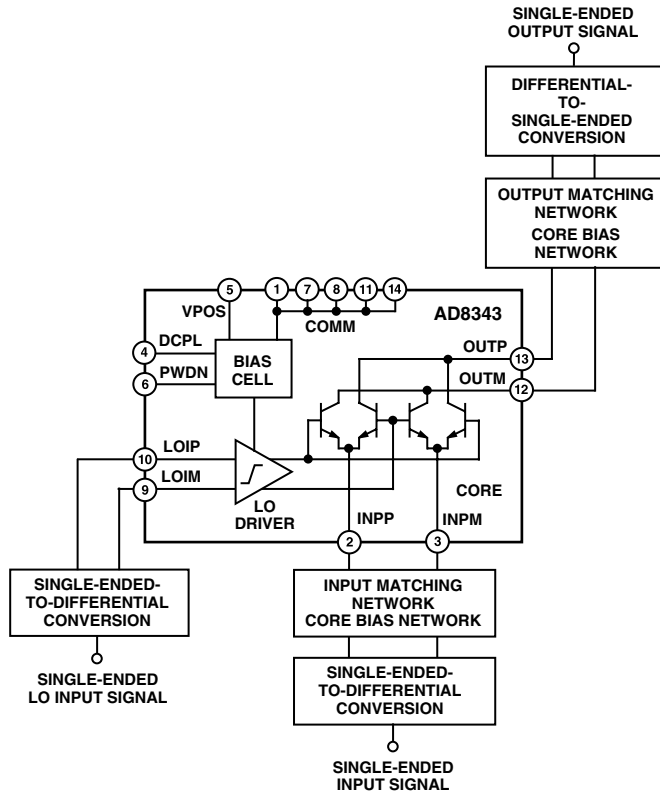 SINGLE-ENDED
OUTPUT SIGNAL
DIFFERENTIAL-
TO-
SINGLE-ENDED
CONVERSION
OUTPUT MATCHING
NETWORK
CORE BIAS
NETWORK
5
1
7
8
11
14
VPOS
COMM
AD8343
4
DCPL
BIAS
CELL
6
PWDN
OUTP
13
OUTM
12
10
LOIP
9
LOIM
LO
DRIVER
CORE
INPP
INPM
2
3
SINGLE-ENDED-
TO-DIFFERENTIAL
CONVERSION
SINGLE-ENDED
LO INPUT SIGNAL
INPUT MATCHING
NETWORK
CORE BIAS NETWORK
SINGLE-ENDED-
TO-DIFFERENTIAL
CONVERSION
SINGLE-ENDED
INPUT SIGNAL